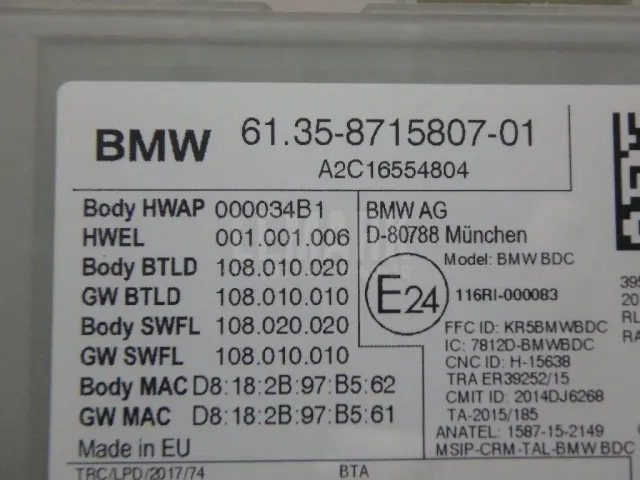 BMW 61.35-8715807-01
A2C16554804
Body HWAP 000034B1
HWEL 001.001.006
Body BTLD 108.010.020
GW BTLD 108.010.010
Body SWFL 108.020.020
GW SWFL 108.010.010
Body MAC D8:18:2B:97:B5:62
GW MAC D8:18:2B:97:B5:61
Made in EU
TRC/LPD/2017/74
BTA
BMW AG
D-80788 München
Model: BMW BDC
E24
116RI-000083
FFC ID: KR5BMWBDC
IC: 7812D-BMWBDC
CNC ID: H-15638
TRA ER39252/15
CMIT ID: 2014DJ6268
TA-2015/185
ANATEL: 1587-15-2149
MSIP-CRM-TAL-BMW BDC
395
20
RL
RA